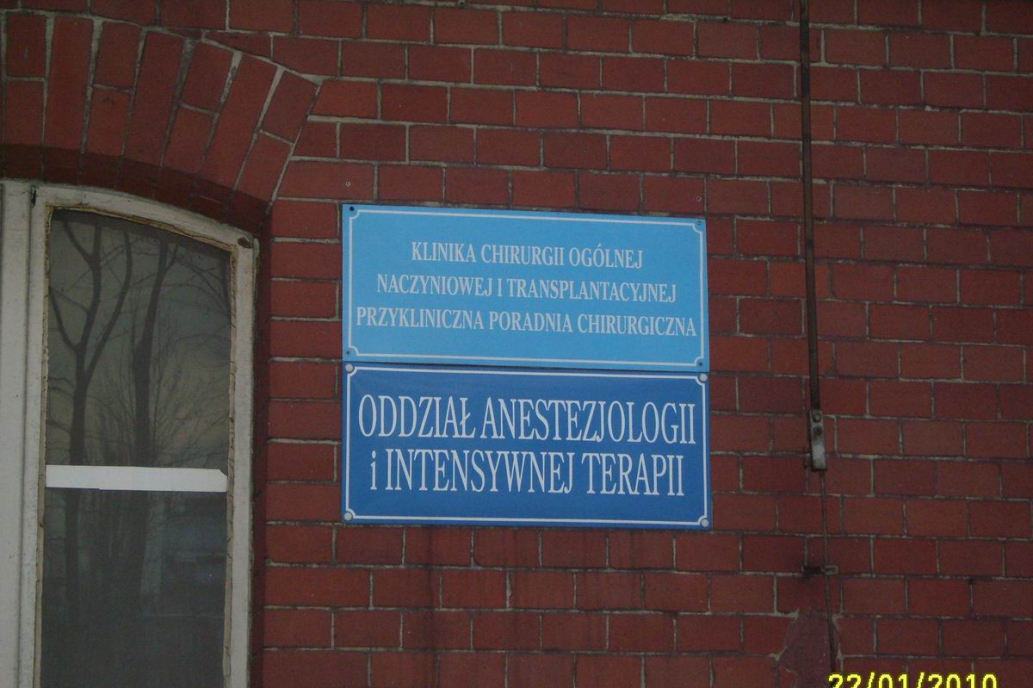 KLINIKA CHIRURGII OGÓLNEJ
NACZYNIOWEJ I TRANSPLANTACYJNEJ
PRZYKLINICZNA PORADNIA CHIRURGICZNA
ODDZIAŁ ANESTEZJOLOGII
i INTENSYWNEJ TERAPII
22/01/2010